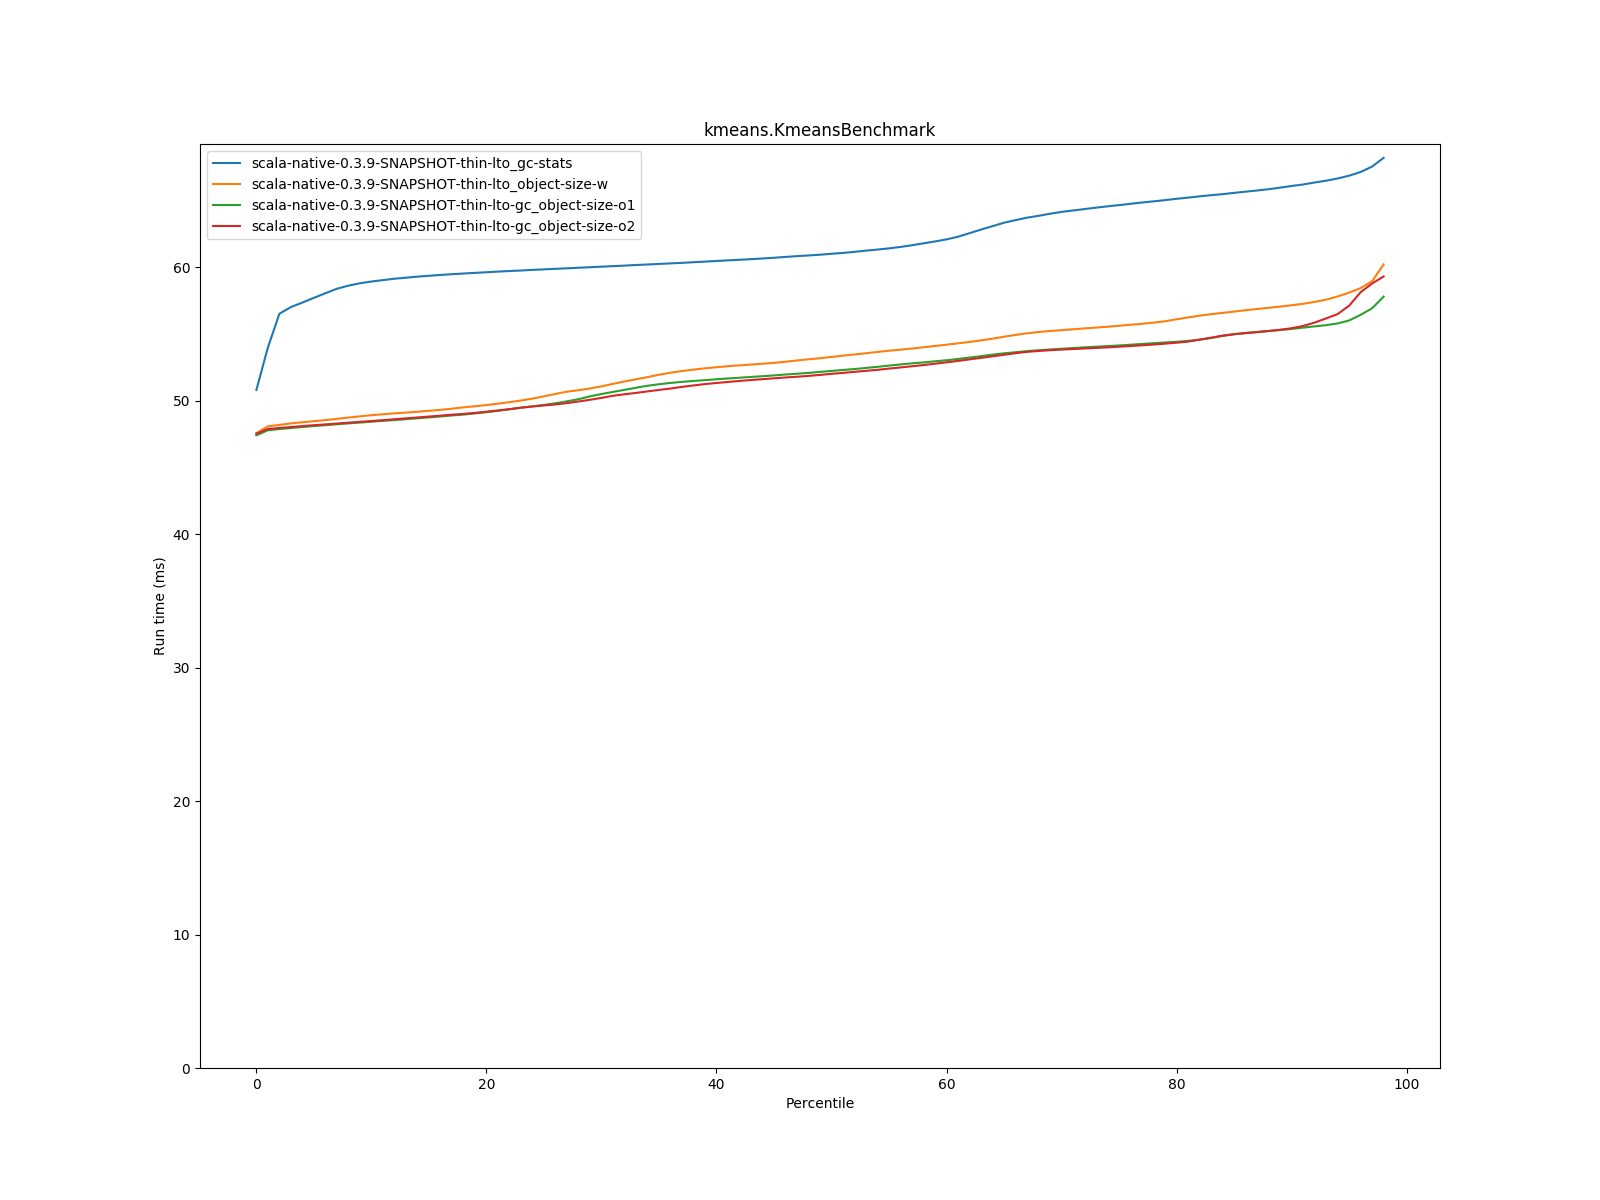 kmeans.KmeansBenchmark
scala-native-0.3.9-SNAPSHOT-thin-lto_gc-stats
scala-native-0.3.9-SNAPSHOT-thin-lto_object-size-w
scala-native-0.3.9-SNAPSHOT-thin-lto-gc_object-size-o1
scala-native-0.3.9-SNAPSHOT-thin-lto-gc_object-size-o2
60
50
40
30
20
10
0
Run time (ms)
0 20 40 60 80 100
Percentile